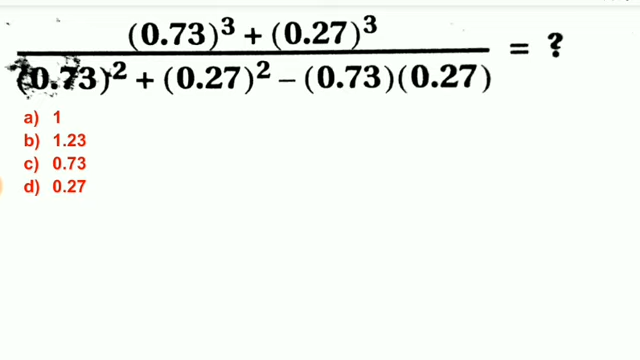 (0.73)³ + (0.27)³
(0.73)² + (0.27)² – (0.73)(0.27) = ?
a) 1
b) 1.23
c) 0.73
d) 0.27